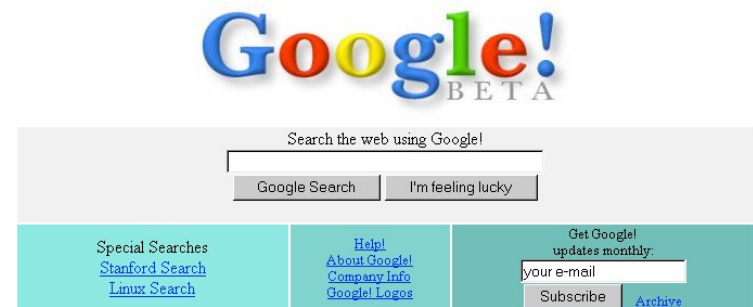 Google!
BETA
Search the web using Google!
Google Search
I'm feeling lucky
Special Searches
Stanford Search
Linux Search
Help!
About Google!
Company Info
Google! Logos
Get Google!
updates monthly:
your e-mail
Subscribe
Archive